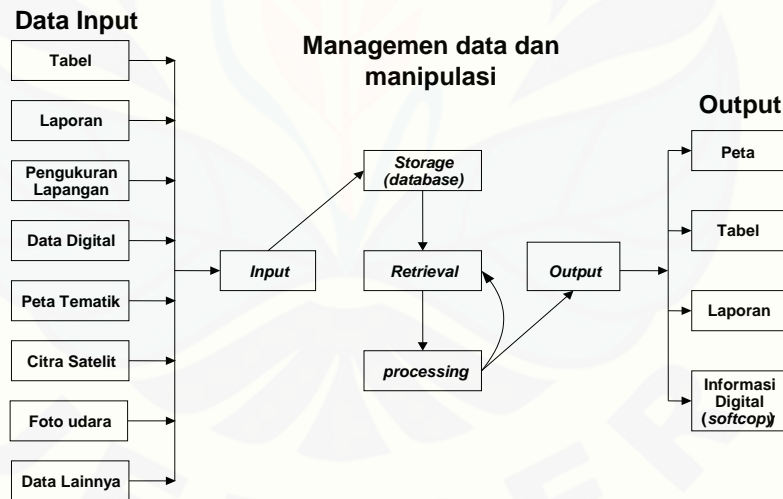 Data Input
Tabel
Laporan
Pengukuran
Lapangan
Data Digital
Peta Tematik
Citra Satelit
Foto udara
Data Lainnya
Managemen data dan
manipulasi
Input
Storage
(database)
Retrieval
processing
Output
Output
Peta
Tabel
Laporan
Informasi
Digital
(softcopy)